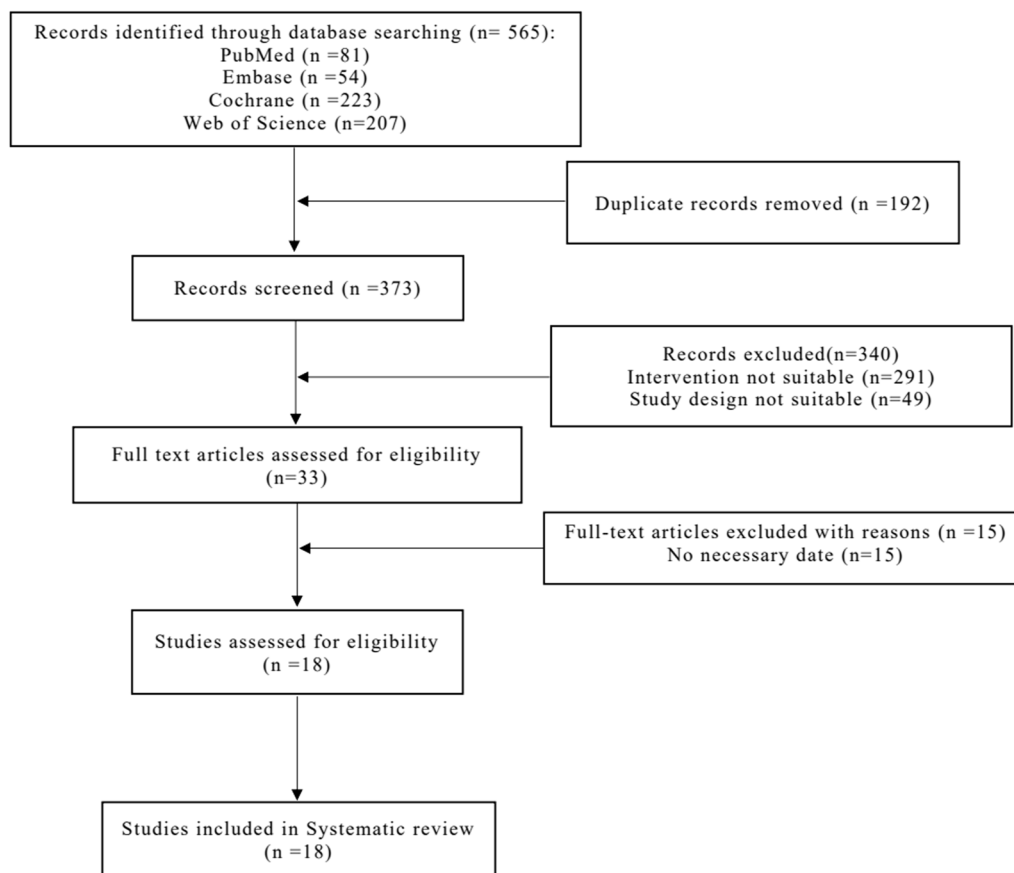 Records identified through database searching (n= 565):
PubMed (n =81)
Embase (n =54)
Cochrane (n =223)
Web of Science (n=207)
Duplicate records removed (n =192)
Records screened (n =373)
Records excluded(n=340)
Intervention not suitable (n=291)
Study design not suitable (n=49)
Full text articles assessed for eligibility
(n=33)
Full-text articles excluded with reasons (n =15)
No necessary date (n=15)
Studies assessed for eligibility
(n =18)
Studies included in Systematic review
(n =18)